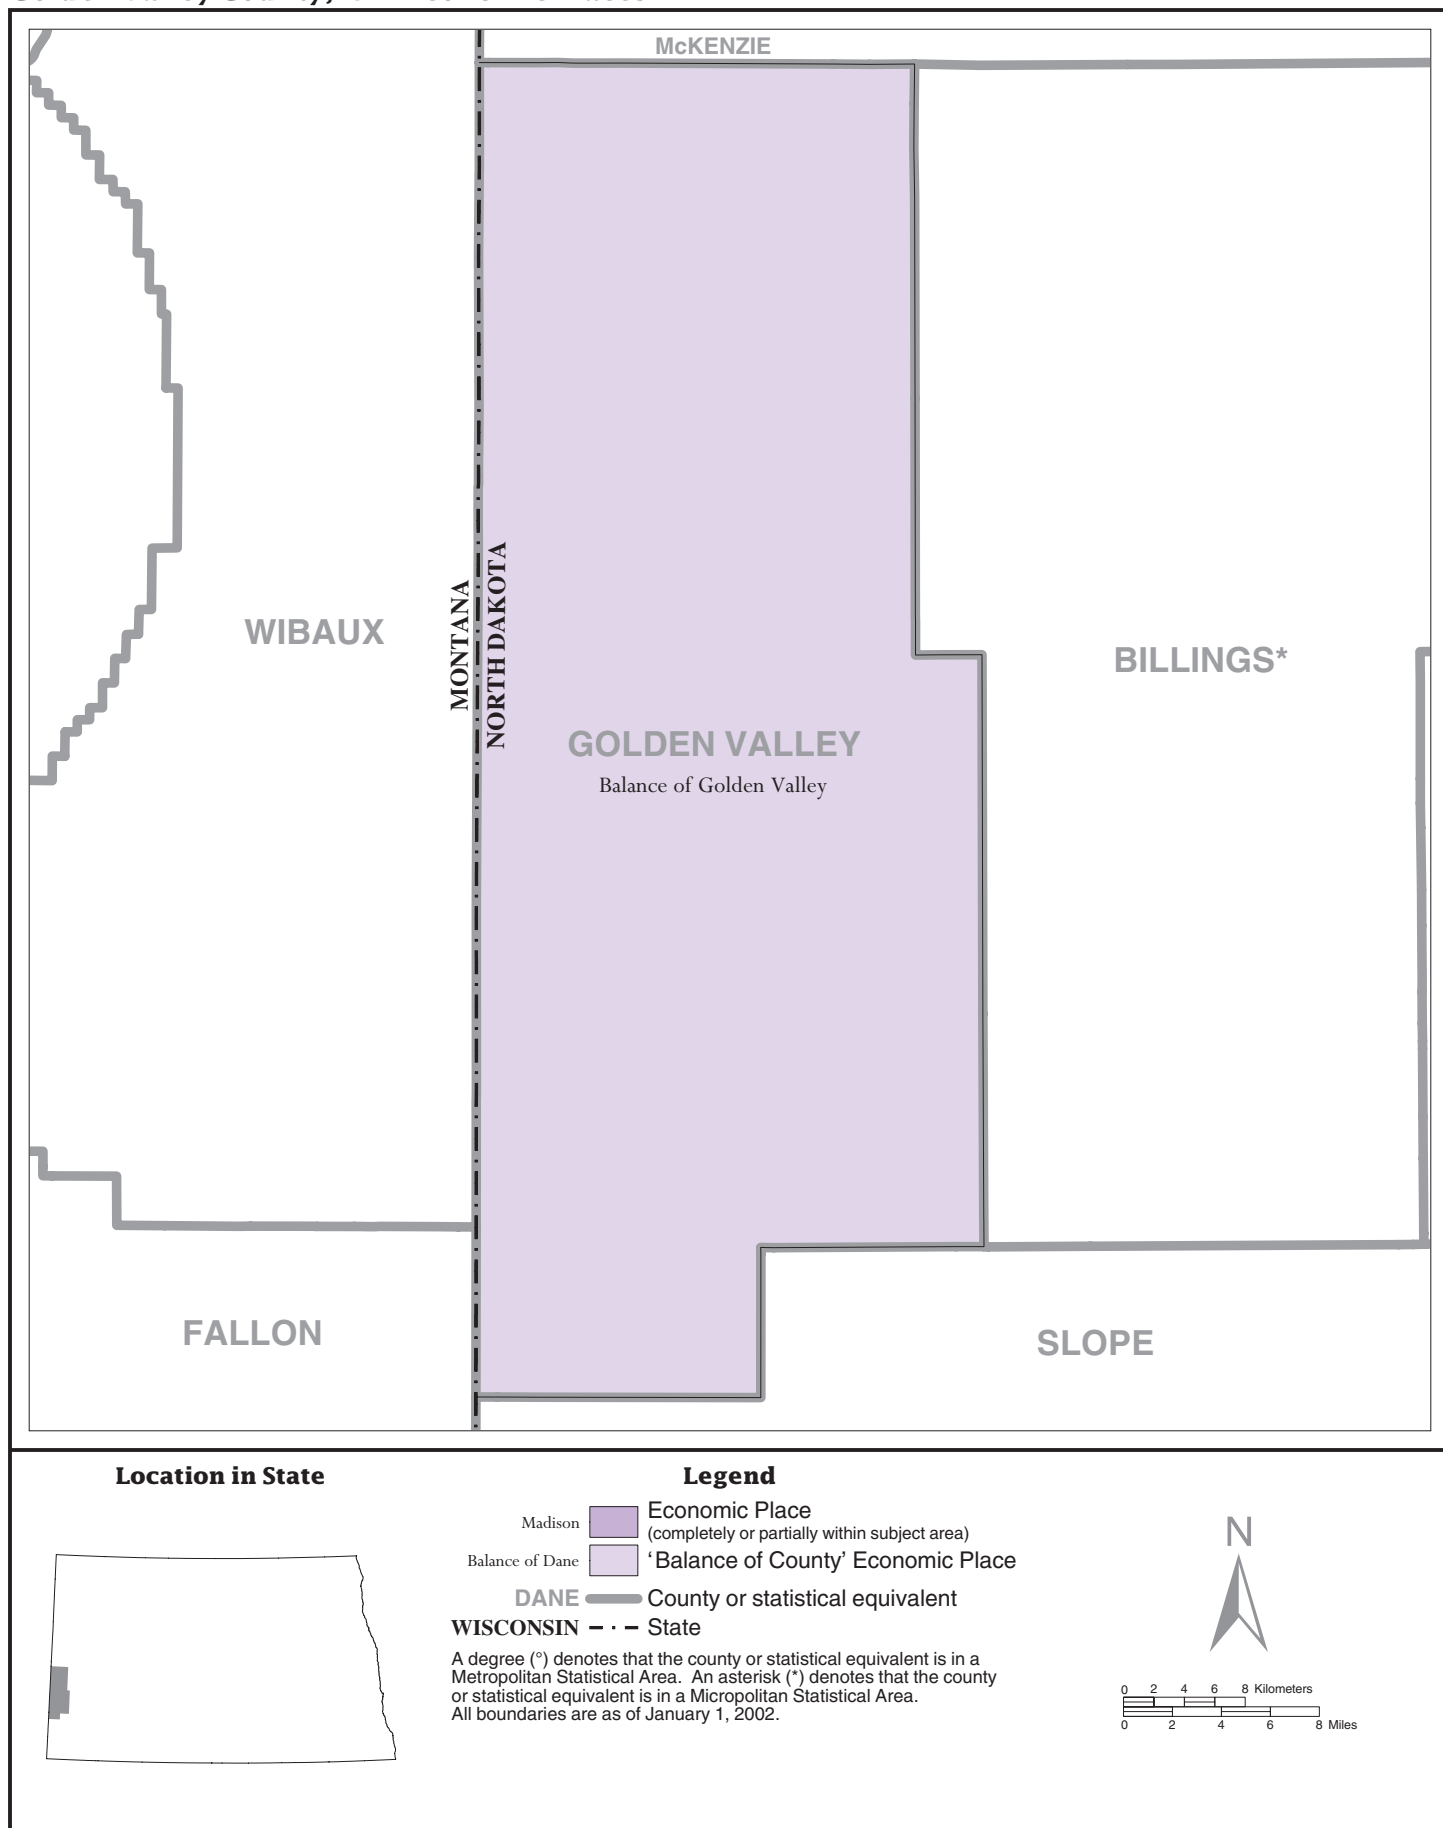 McKENZIE
WIBAUX
MONTANA
NORTH DAKOTA
BILLINGS*
GOLDEN VALLEY
Balance of Golden Valley
FALLON
SLOPE
Location in State
Legend
Madison
Economic Place
(completely or partially within subject area)
Balance of Dane
‘Balance of County’ Economic Place
DANE
County or statistical equivalent
WISCONSIN
State
A degree (°) denotes that the county or statistical equivalent is in a
Metropolitan Statistical Area. An asterisk (*) denotes that the county
or statistical equivalent is in a Micropolitan Statistical Area.
All boundaries are as of January 1, 2002.
N
0 2 4 6 8 Kilometers
0 2 4 6 8 Miles